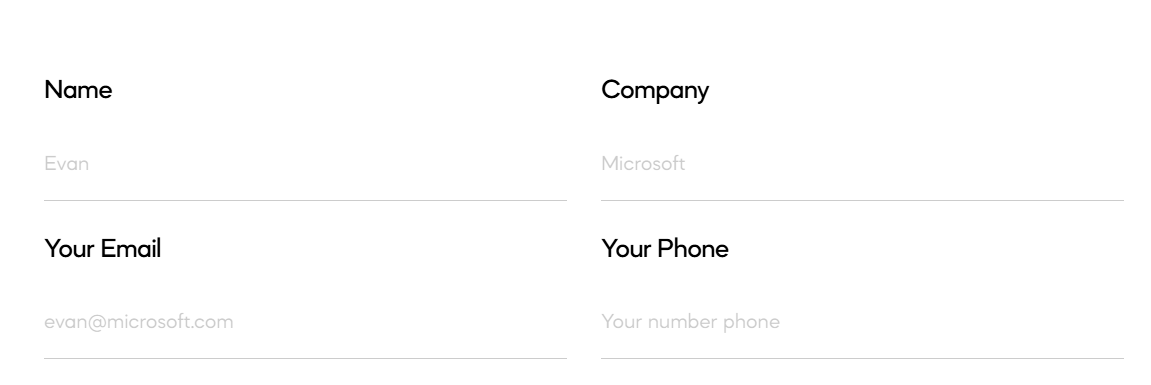 Name
Company
Evan
Microsoft
Your Email
Your Phone
evan@microsoft.com
Your number phone